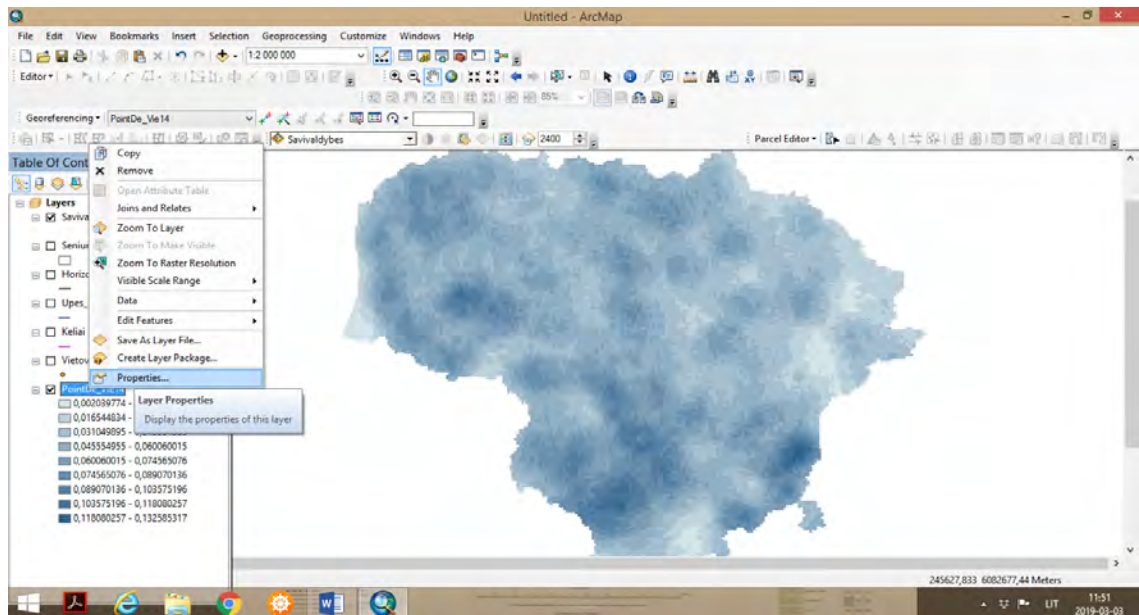 Untitled - ArcMap
File Edit View Bookmarks Insert Selection Geoprocessing Customize Windows Help
1:2 000 000
Editor
85%
Georeferencing PointDe_Vie14
Savivaldybes 2400 Parcel Editor
Table Of Cont
Layers
Saviva
Seniu
Horizo
Upes_
Keliai
Vietov
Copy
Remove
Open Attribute Table
Joins and Relates
Zoom To Layer
Zoom To Make Visible
Zoom To Raster Resolution
Visible Scale Range
Data
Edit Features
Save As Layer File...
Create Layer Package...
Properties...
PointDe_Vie14
Layer Properties
Display the properties of this layer
0,002039774 -
0,016544834 -
0,031049895 -
0,045554955 - 0,060060015
0,060060015 - 0,074565076
0,074565076 - 0,089070136
0,089070136 - 0,103575196
0,103575196 - 0,118080257
0,118080257 - 0,132585317
245627,833 6082677,44 Meters
LIT
11:51
2019-03-03